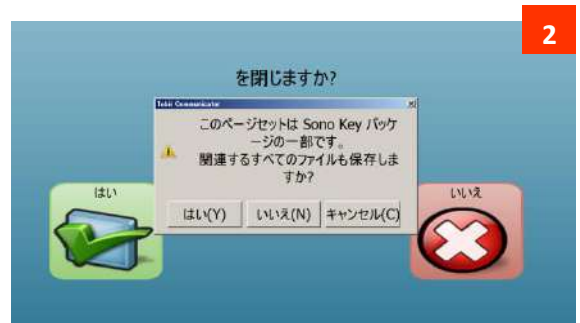 2
を閉じますか?
Tobii Communicator
このページセットは Sono Key パッケ
ージの一部です。
関連するすべてのファイルも保存しま
すか?
はい
いいえ
はい(Y)
いいえ(N)
キャンセル(C)